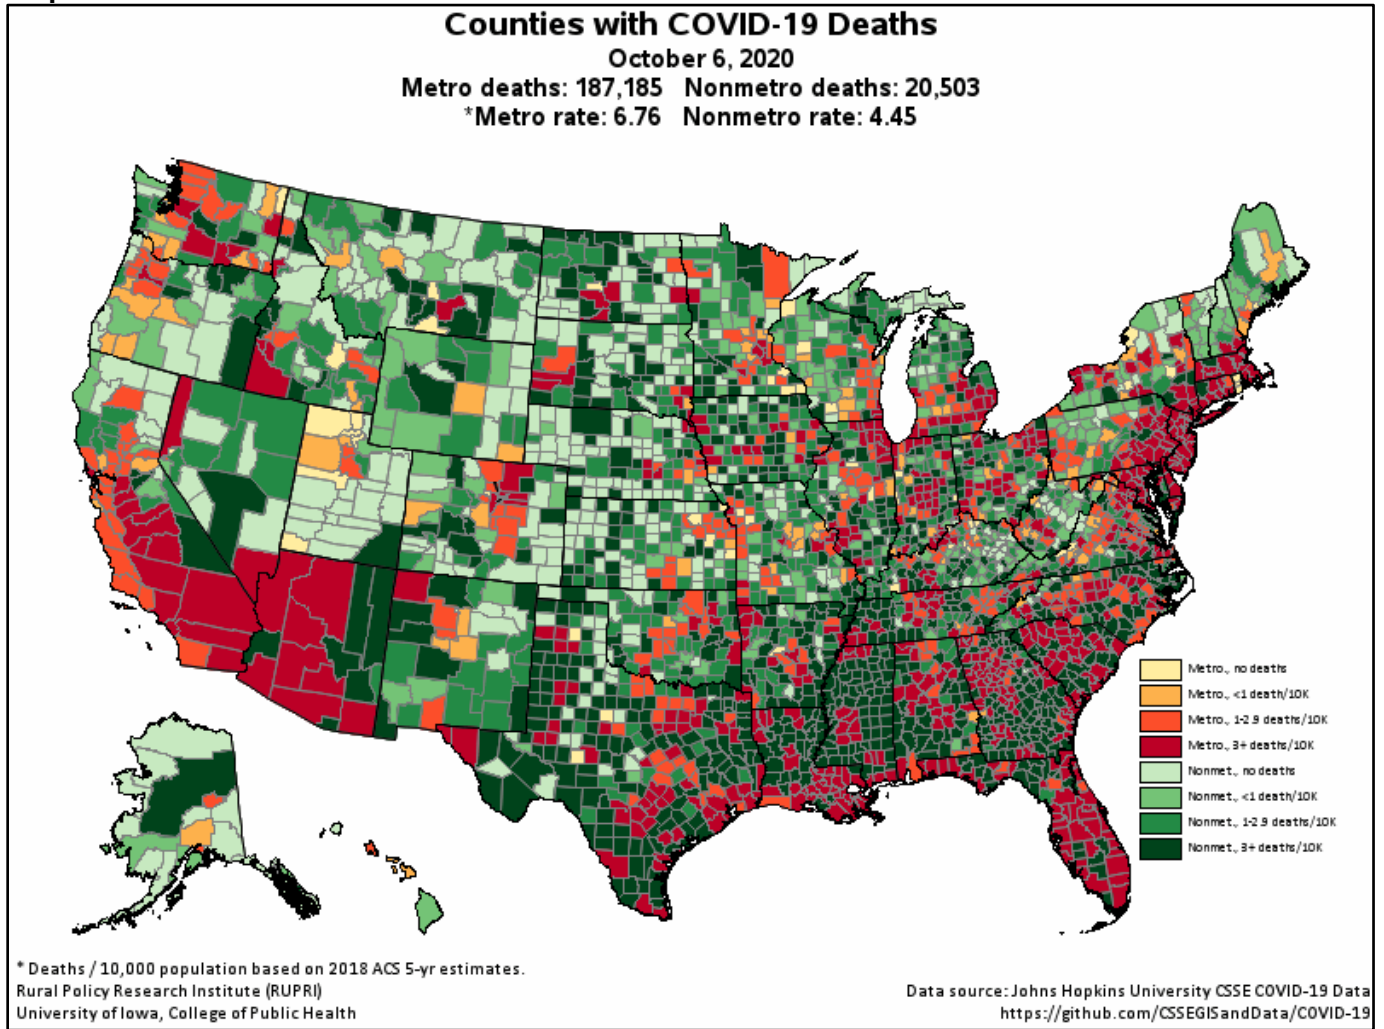 Counties with COVID-19 Deaths
October 6, 2020
Metro deaths: 187,185 Nonmetro deaths: 20,503
*Metro rate: 6.76 Nonmetro rate: 4.45
Metro., no deaths
Metro., <1 death/10K
Metro., 1-2.9 deaths/10K
Metro., 3+ deaths/10K
Nonmet., no deaths
Nonmet., <1 death/10K
Nonmet., 1-2.9 deaths/10K
Nonmet., 3+ deaths/10K
* Deaths / 10,000 population based on 2018 ACS 5-yr estimates.
Rural Policy Research Institute (RUPRI)
University of Iowa, College of Public Health
Data source: Johns Hopkins University CSSE COVID-19 Data
https://github.com/CSSEGISandData/COVID-19